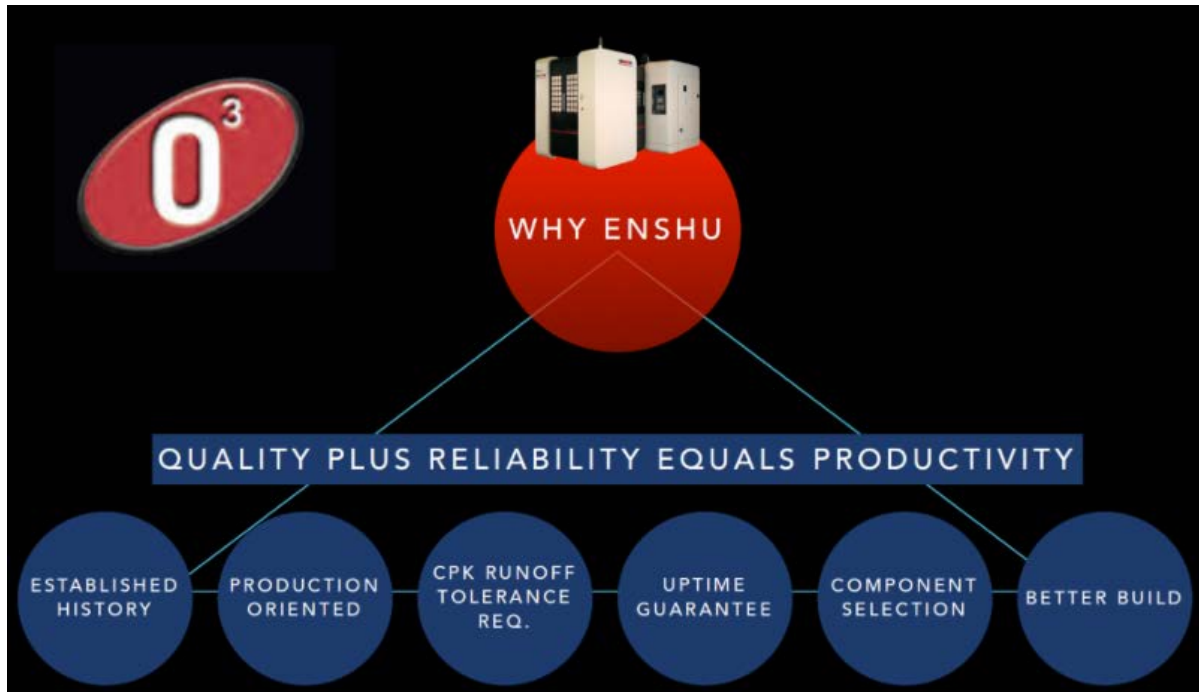 O³
WHY ENSHU
QUALITY PLUS RELIABILITY EQUALS PRODUCTIVITY
ESTABLISHED
HISTORY
PRODUCTION
ORIENTED
CPK RUNOFF
TOLERANCE
REQ.
UPTIME
GUARANTEE
COMPONENT
SELECTION
BETTER BUILD